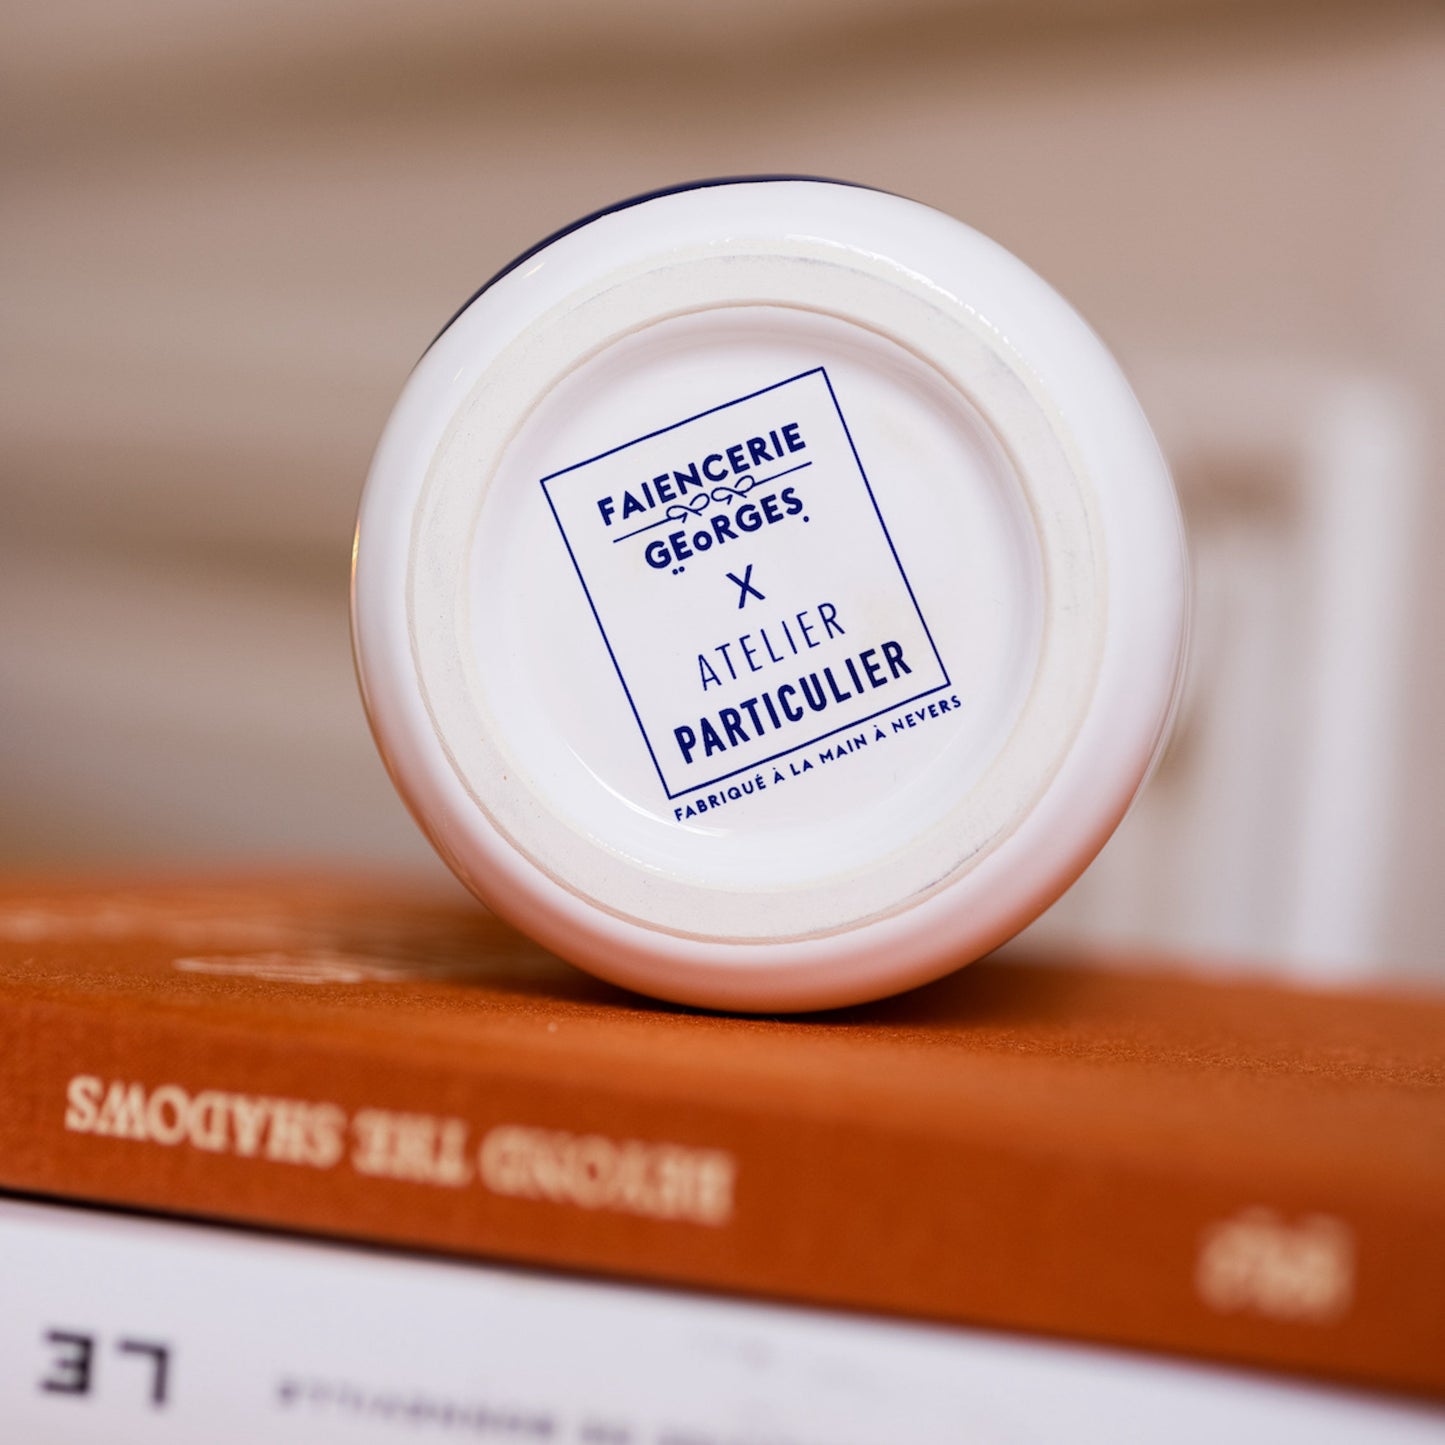 FAIENCERIE
GEoRGES
X
ATELIER
PARTICULIER
FABRIQUÉ À LA MAIN À NEVERS
BEYOND THE SHADOWS
LE